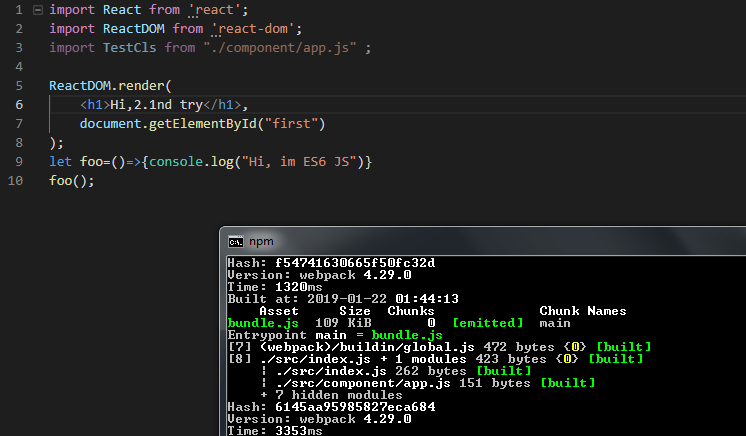 1 import React from 'react';
2 import ReactDOM from 'react-dom';
3 import TestCls from "./component/app.js" ;
4
5 ReactDOM.render(
6 <h1>Hi,2.1nd try</h1>,
7 document.getElementById("first")
8 );
9 let foo=()=>{console.log("Hi, im ES6 JS")}
10 foo();
C:\. npm
Hash: f54741630665f50fc32d
Version: webpack 4.29.0
Time: 1320ms
Built at: 2019-01-22 01:44:13
Asset Size Chunks Chunk Names
bundle.js 109 KiB 0 [emitted] main
Entrypoint main = bundle.js
[7] (webpack)/buildin/global.js 472 bytes {0} [built]
[8] ./src/index.js + 1 modules 423 bytes {0} [built]
| ./src/index.js 262 bytes [built]
| ./src/component/app.js 151 bytes [built]
+ 7 hidden modules
Hash: 6145aa95985827eca684
Version: webpack 4.29.0
Time: 3353ms